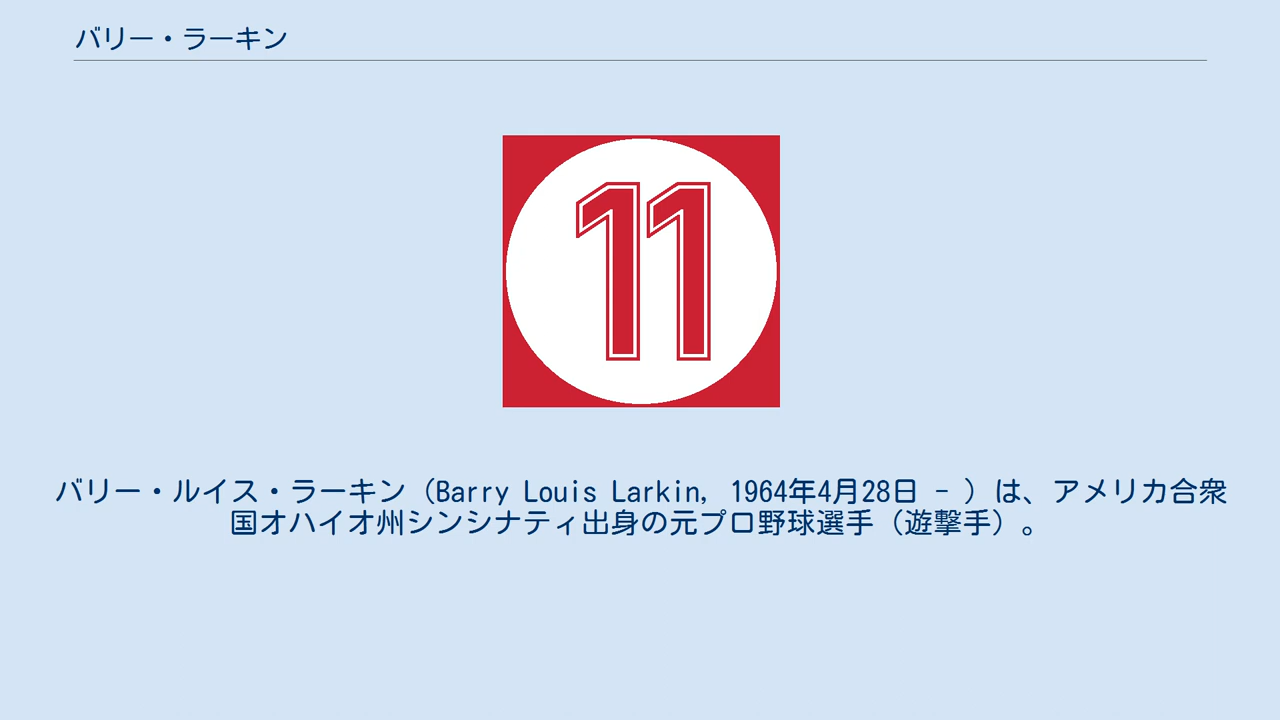 バリー・ラーキン
11
バリー・ルイス・ラーキン（Barry Louis Larkin, 1964年4月28日 - ）は、アメリカ合衆
国オハイオ州シンシナティ出身の元プロ野球選手（遊撃手）。